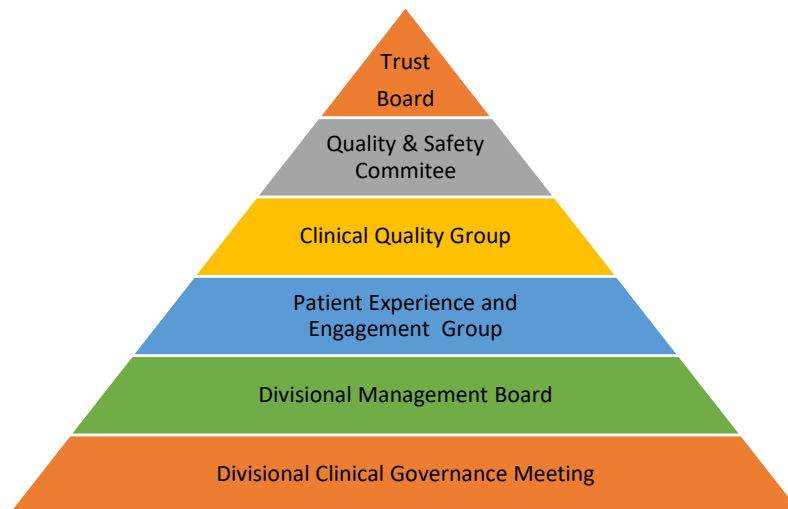 Trust
Board
Quality & Safety
Commitee
Clinical Quality Group
Patient Experience and
Engagement Group
Divisional Management Board
Divisional Clinical Governance Meeting